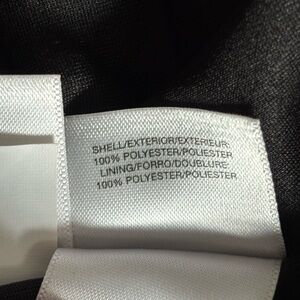 SHELL/EXTERIOR/EXTERIEUR:
100% POLYESTER/POLIESTER
LINING/FORRO/DOUBLURE:
100% POLYESTER/POLIESTER